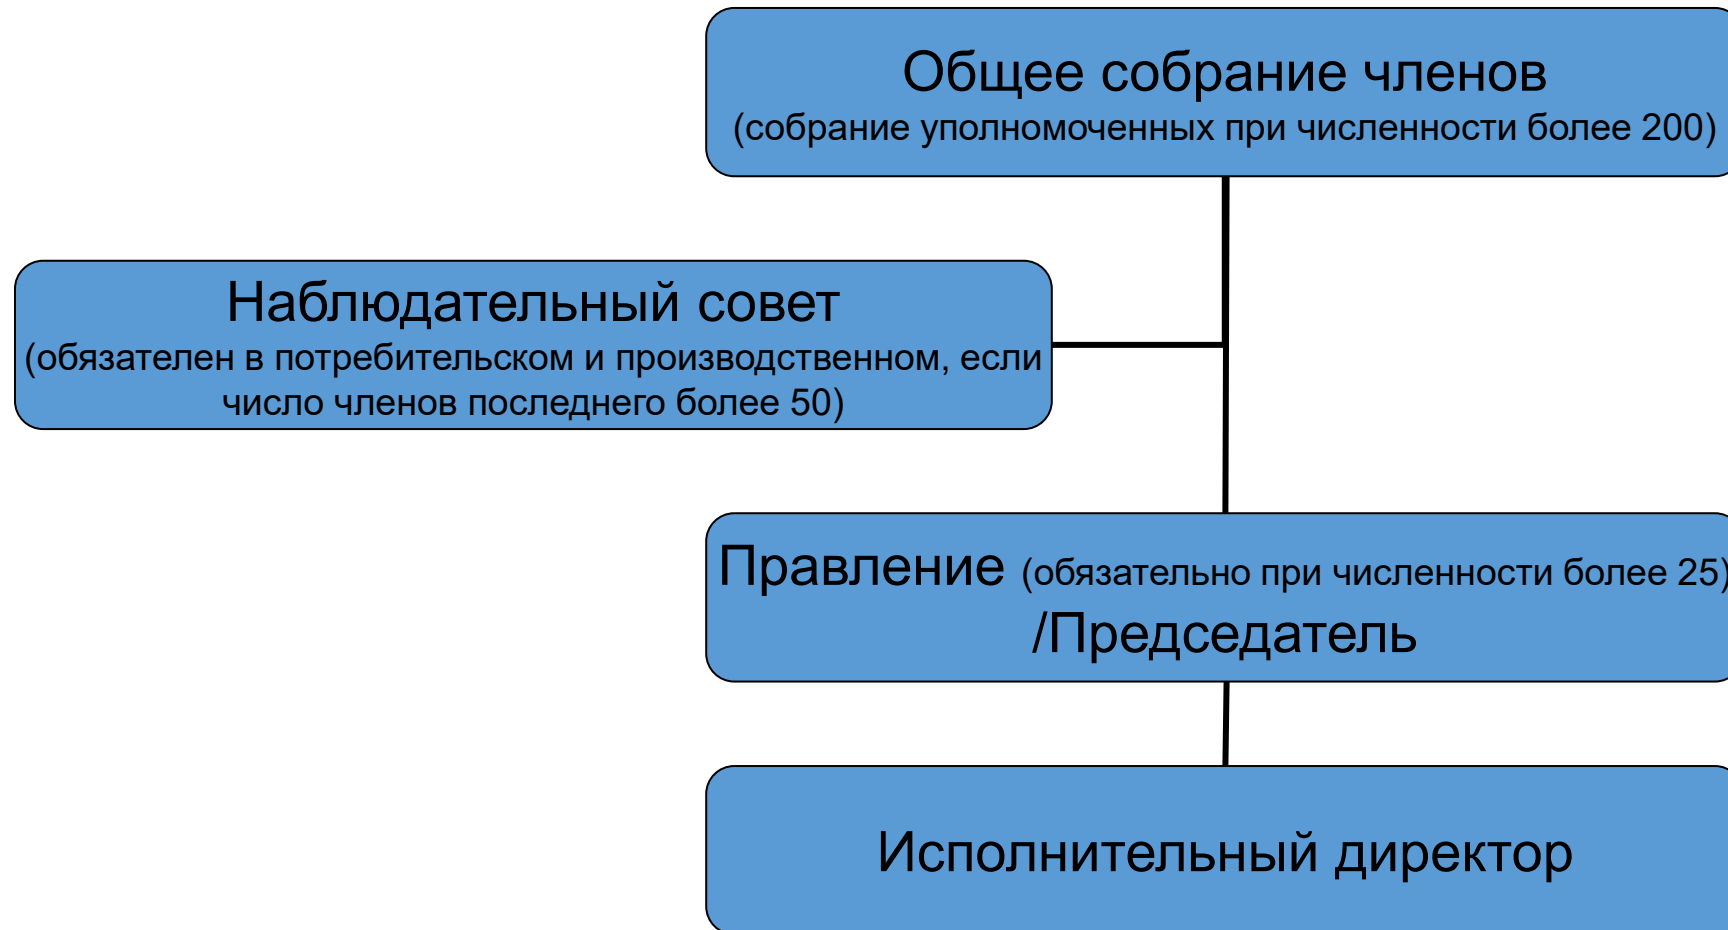 Общее собрание членов
(собрание уполномоченных при численности более 200)
Наблюдательный совет
(обязателен в потребительском и производственном, если
число членов последнего более 50)
Правление (обязательно при численности более 25)
/Председатель
Исполнительный директор